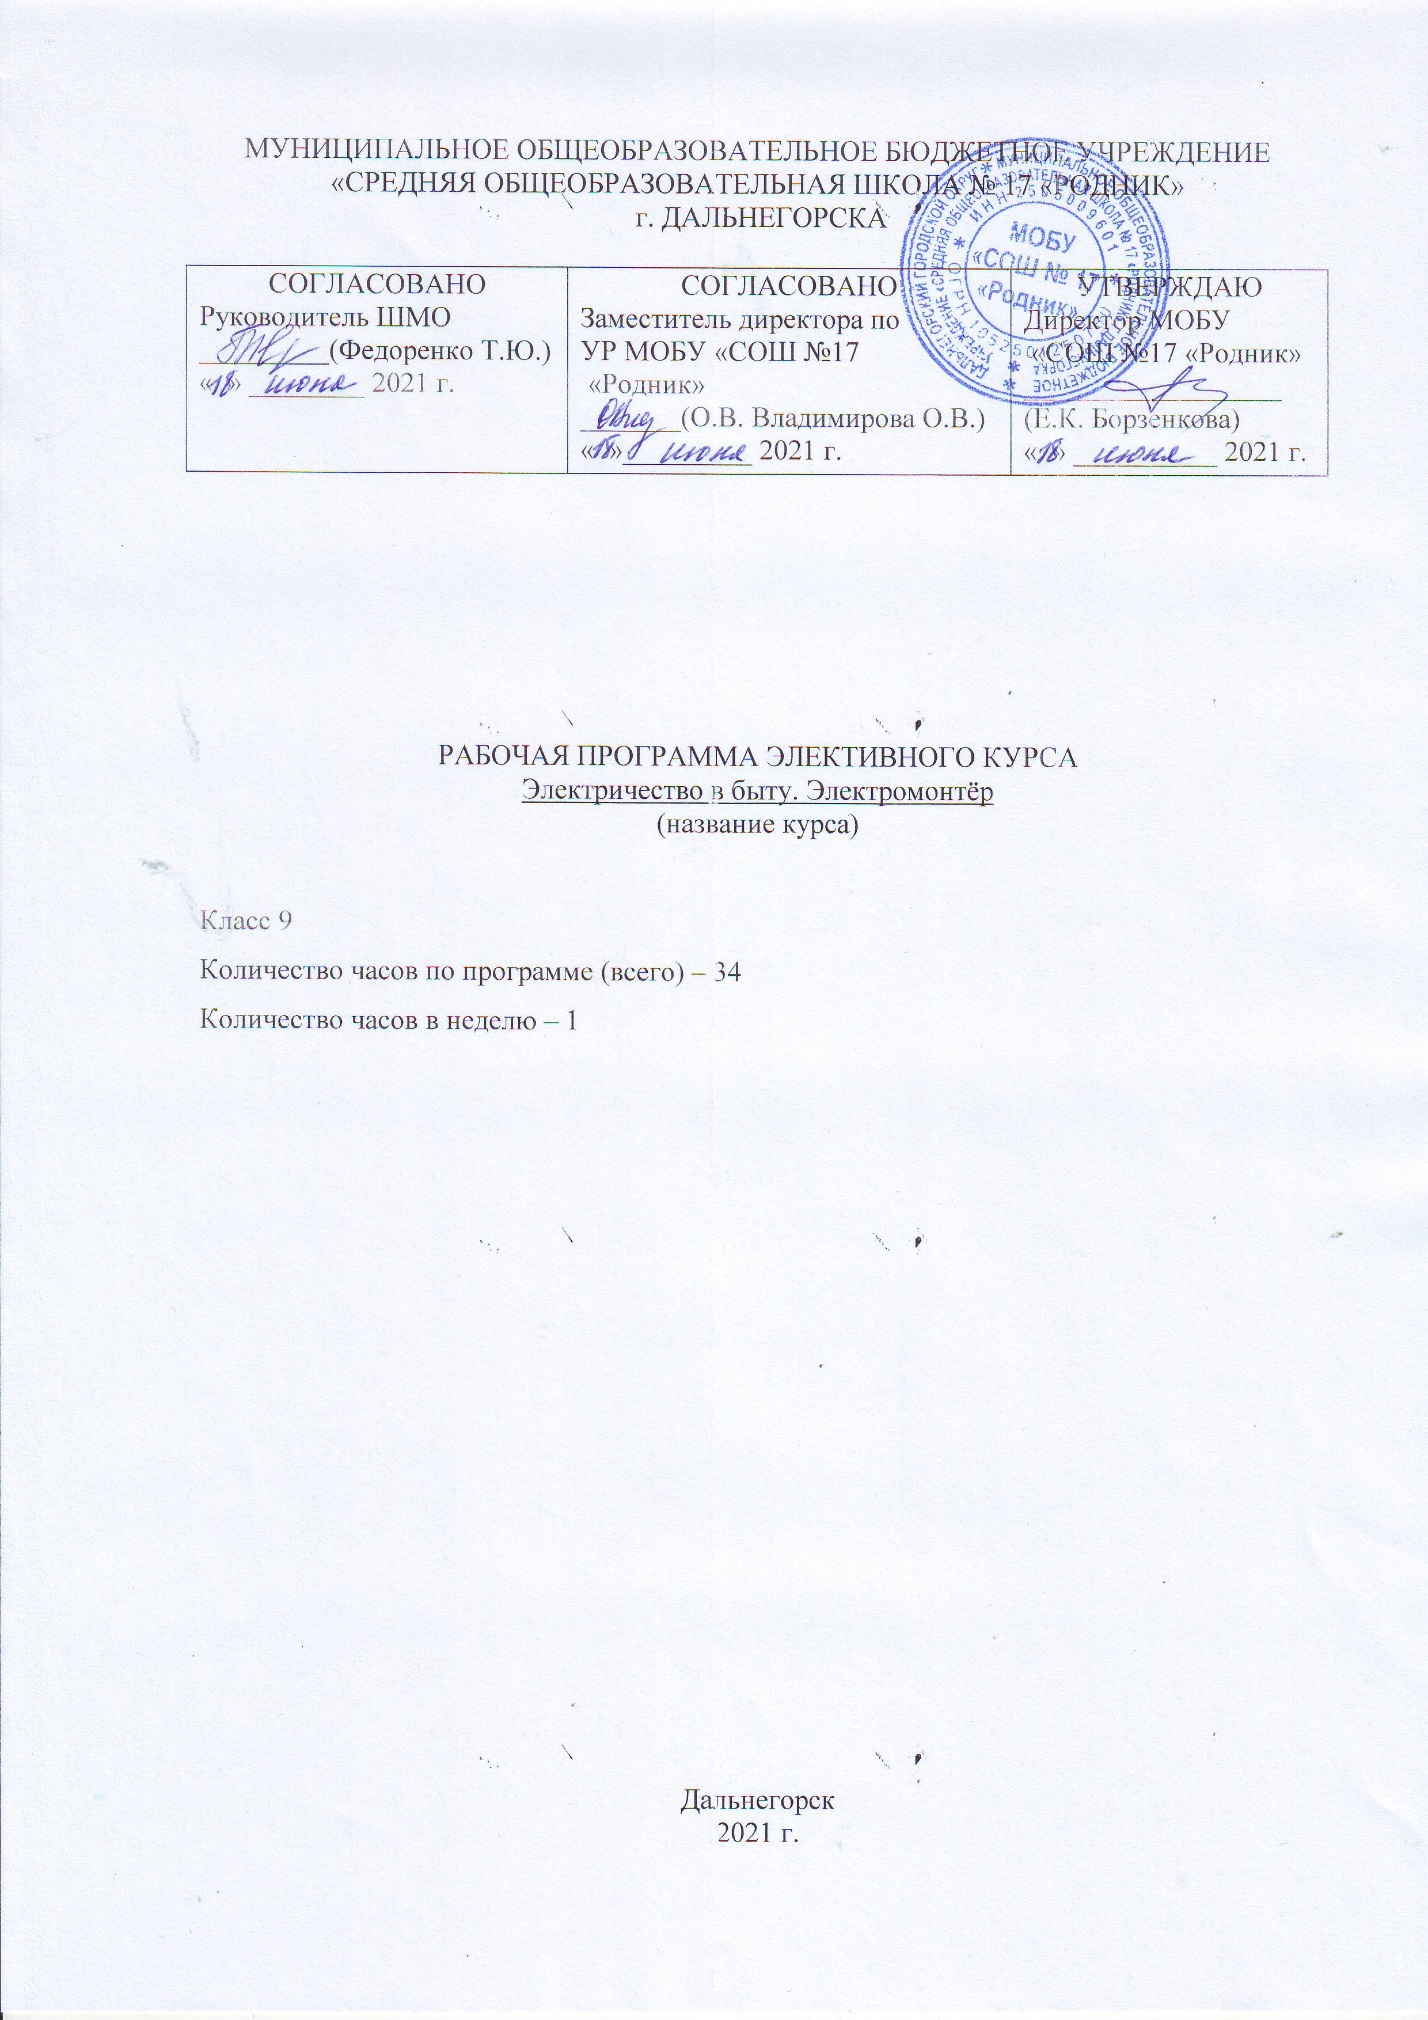 МУНИЦИПАЛЬНОЕ ОБЩЕОБРАЗОВАТЕЛЬНОЕ БЮДЖЕТНОЕ УЧРЕЖДЕНИЕ
«СРЕДНЯЯ ОБЩЕОБРАЗОВАТЕЛЬНАЯ ШКОЛА № 17 «РОДНИК»
г. ДАЛЬНЕГОРСКА
СОГЛАСОВАНО
Руководитель ШМО
(Федоренко Т.Ю.)
«18» июня 2021 г.
СОГЛАСОВАНО
Заместитель директора по
УР МОБУ «СОШ №17
«Родник»
(О.В. Владимирова О.В.)
«18» июня 2021 г.
УТВЕРЖДАЮ
Директор МОБУ
«СОШ №17 «Родник»
(Е.К. Борзенкова)
«18» июня 2021 г.
МОБУ
«СОШ № 17
«Родник»
ИНН 2505009601
РАБОЧАЯ ПРОГРАММА ЭЛЕКТИВНОГО КУРСА
Электричество в быту. Электромонтёр
(название курса)
Класс 9
Количество часов по программе (всего) – 34
Количество часов в неделю – 1
Дальнегорск
2021 г.